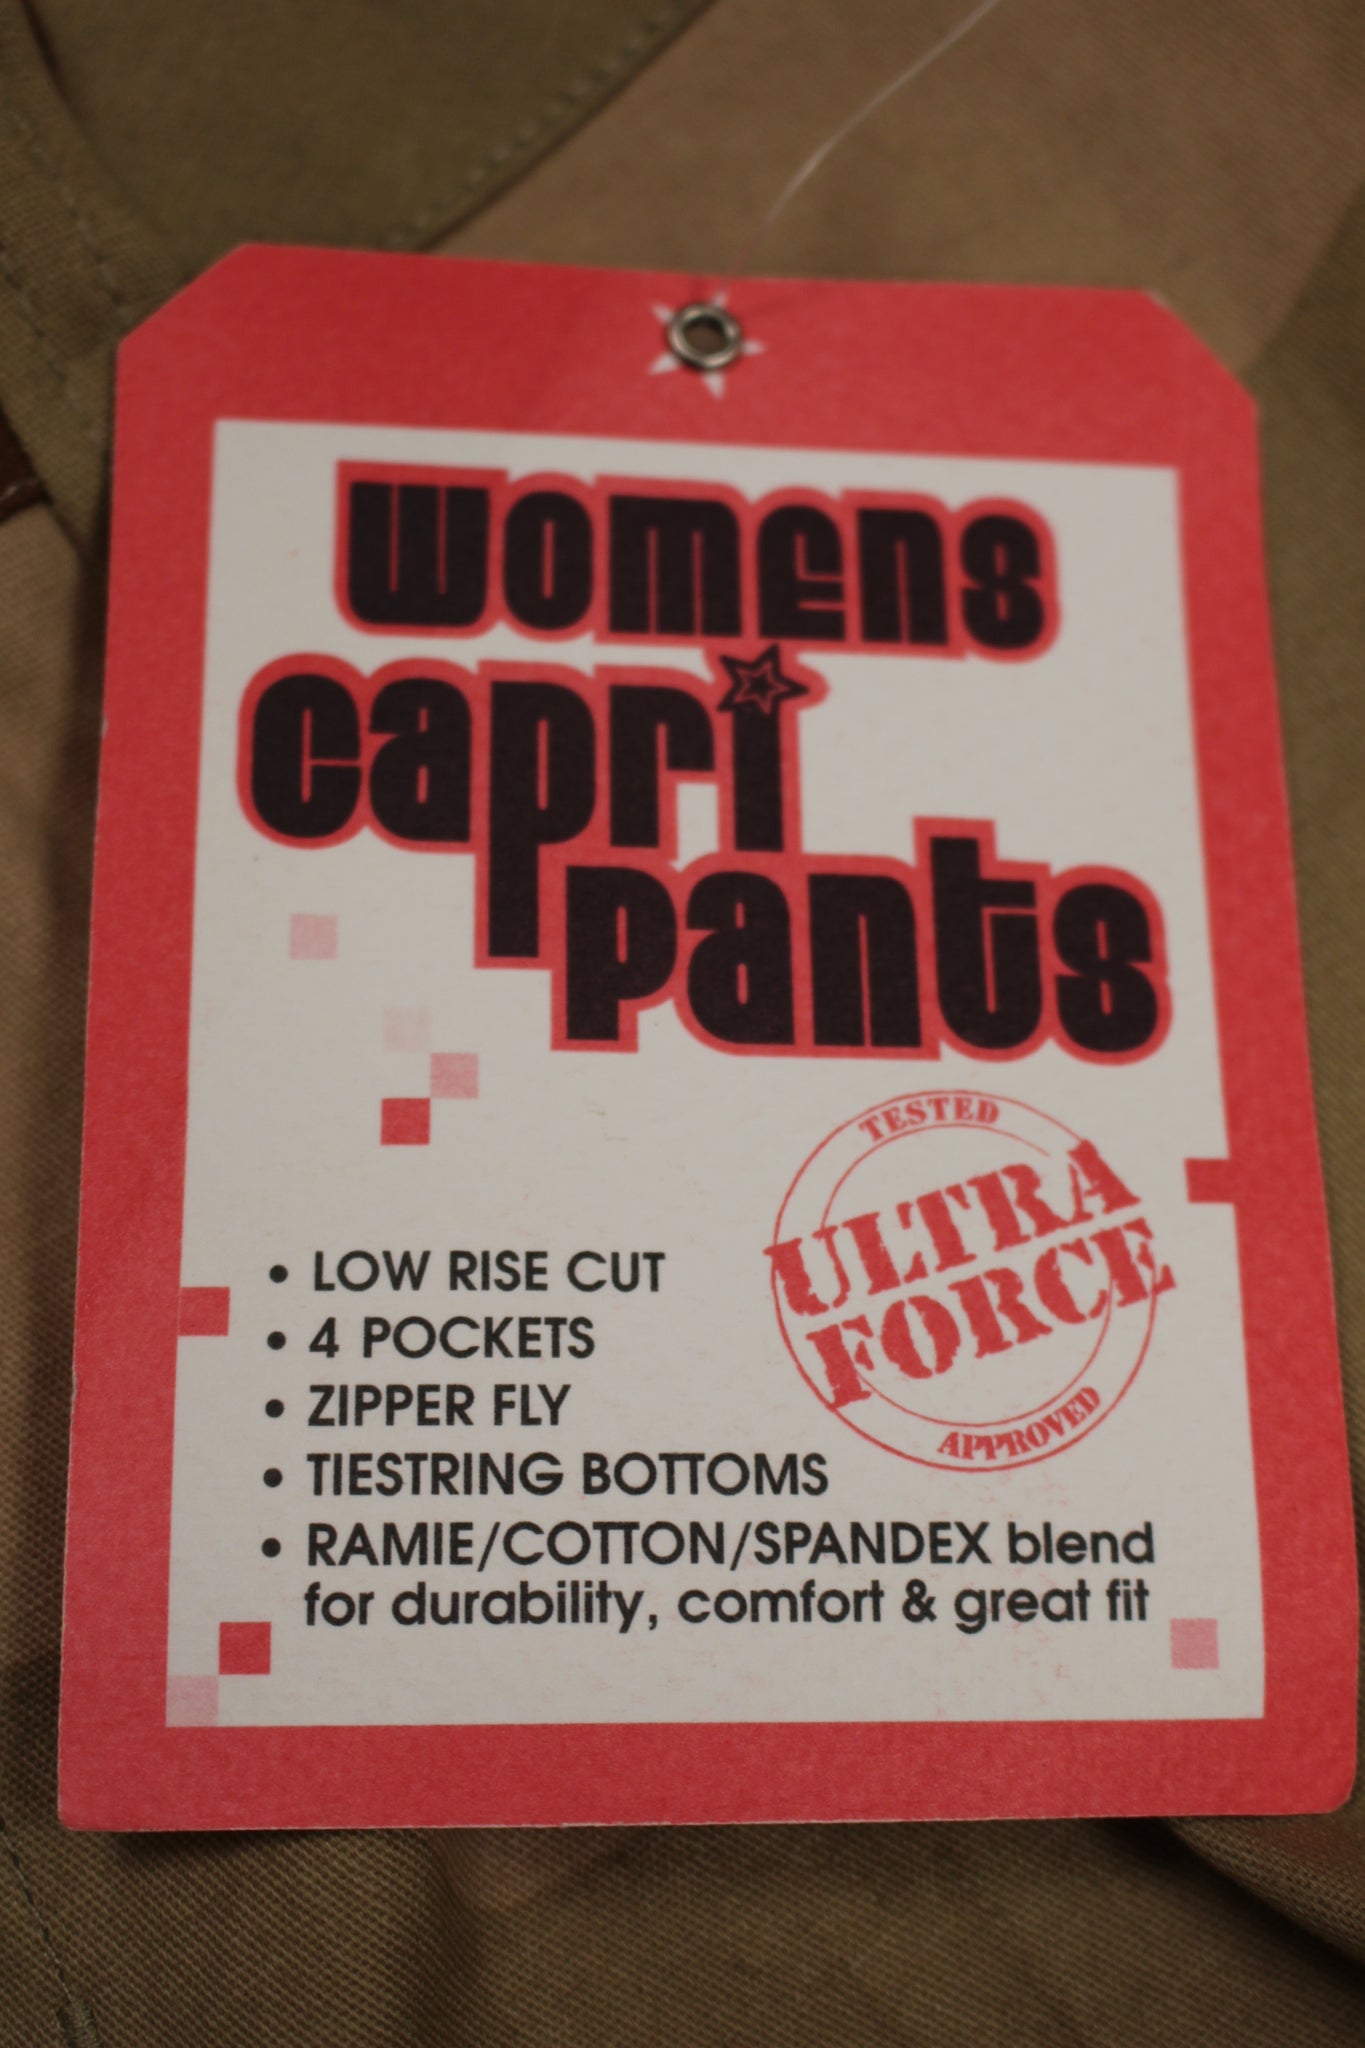 WOMENS
capri
pants
TESTED
ULTRA
FORCE
APPROVED
• LOW RISE CUT
• 4 POCKETS
• ZIPPER FLY
• TIESTRING BOTTOMS
• RAMIE/COTTON/SPANDEX blend
for durability, comfort & great fit